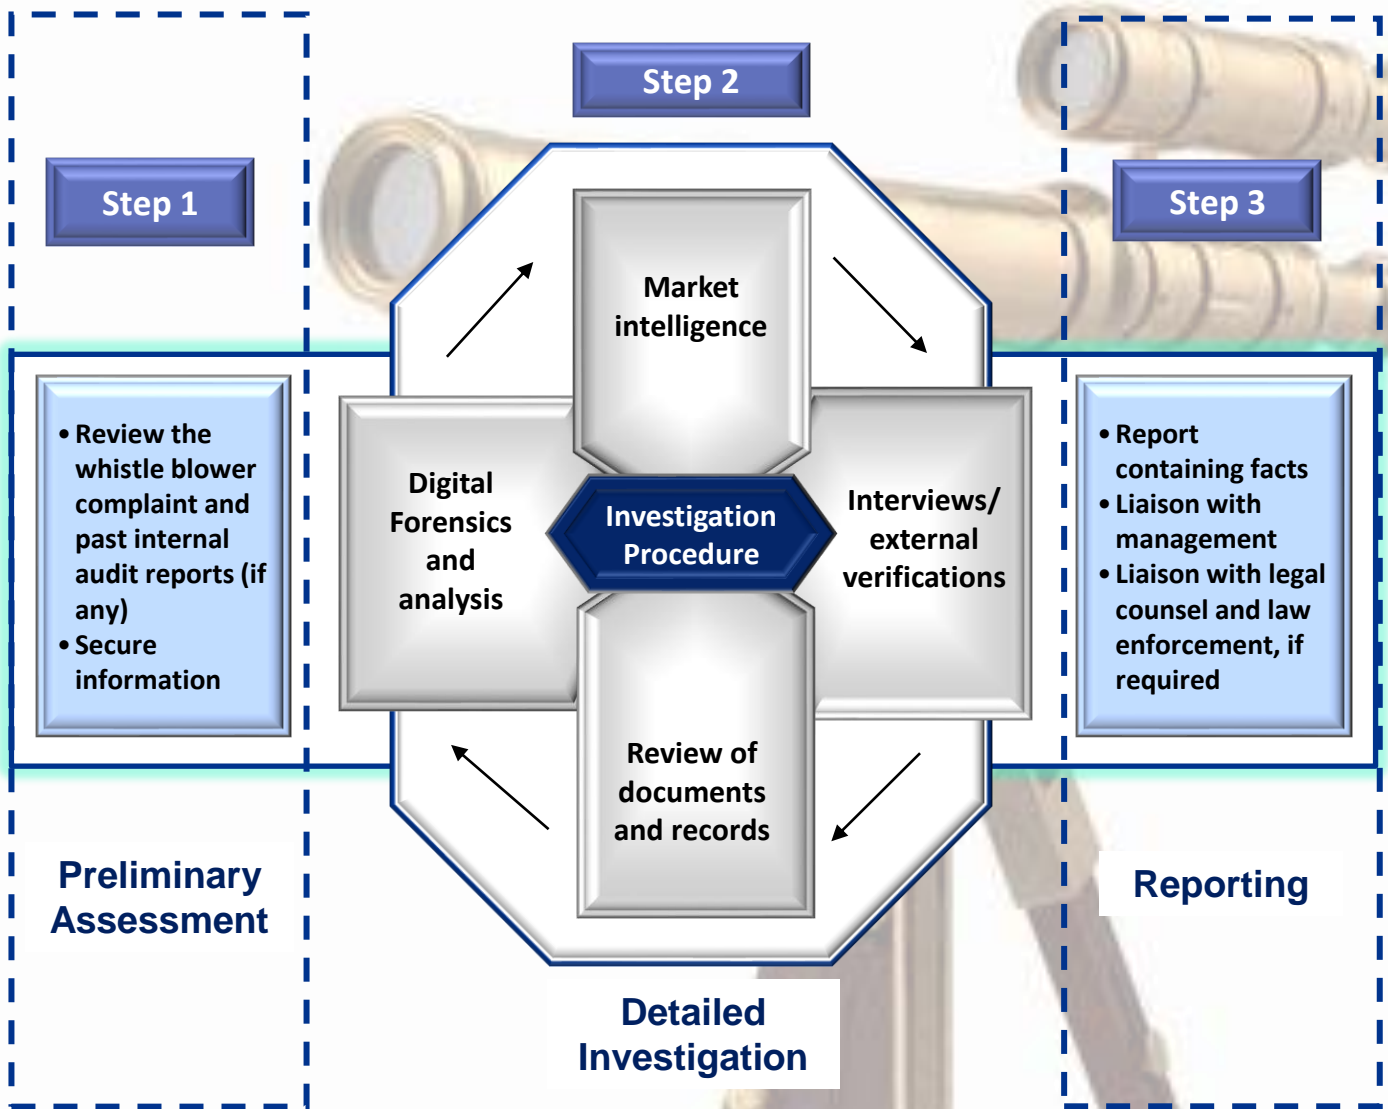 Step 1
• Review the
whistle blower
complaint and
past internal
audit reports (if
any)
• Secure
information
Preliminary
Assessment
Step 2
Market
intelligence
Digital
Forensics
and
analysis
Investigation
Procedure
Interviews/
external
verifications
Review of
documents
and records
Detailed
Investigation
Step 3
• Report
containing facts
• Liaison with
management
• Liaison with legal
counsel and law
enforcement, if
required
Reporting